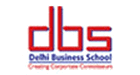 dbs
Delhi Business School
Creating Corporate Connoisseurs